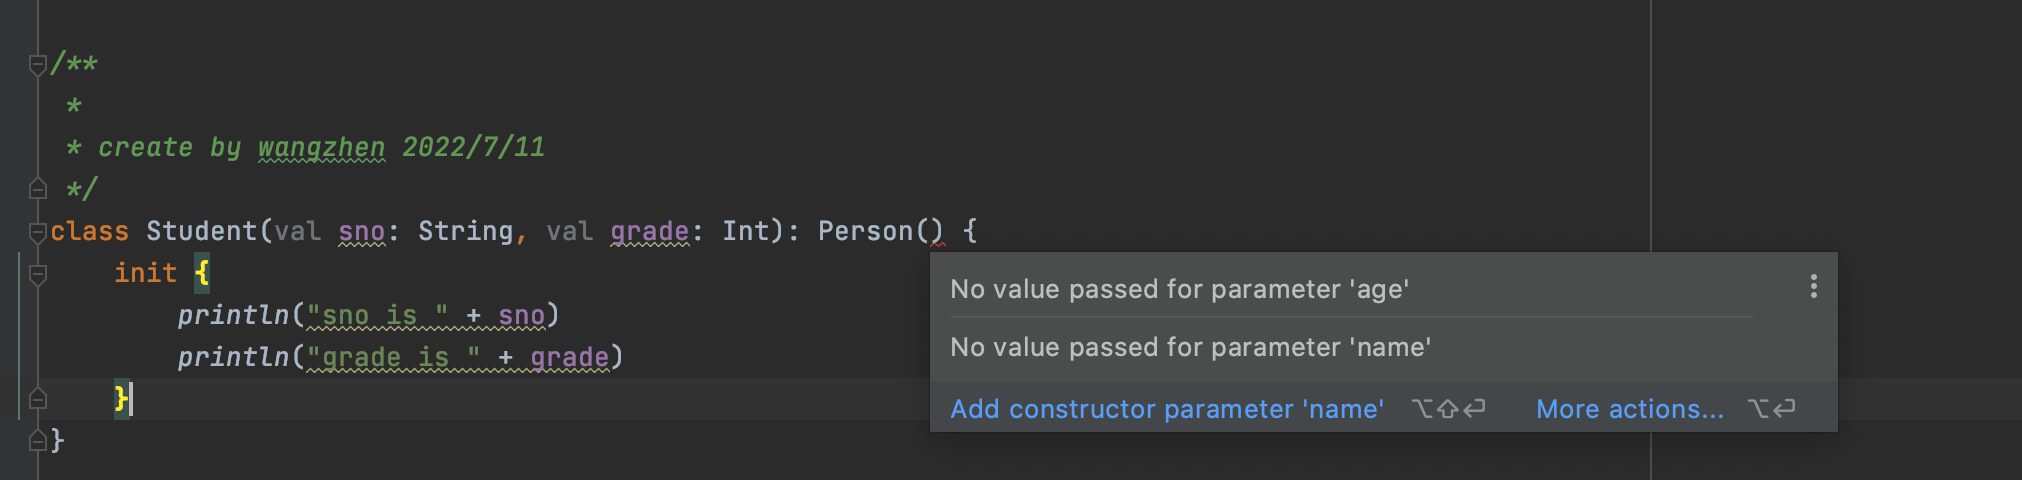 /**
 *
 * create by wangzhen 2022/7/11
 */
class Student(val sno: String, val grade: Int): Person() {
    init {
        println("sno is " + sno)
        println("grade is " + grade)
    }
}
No value passed for parameter 'age'
No value passed for parameter 'name'
Add constructor parameter 'name' ⌥⇧⏎ More actions... ⌥⏎